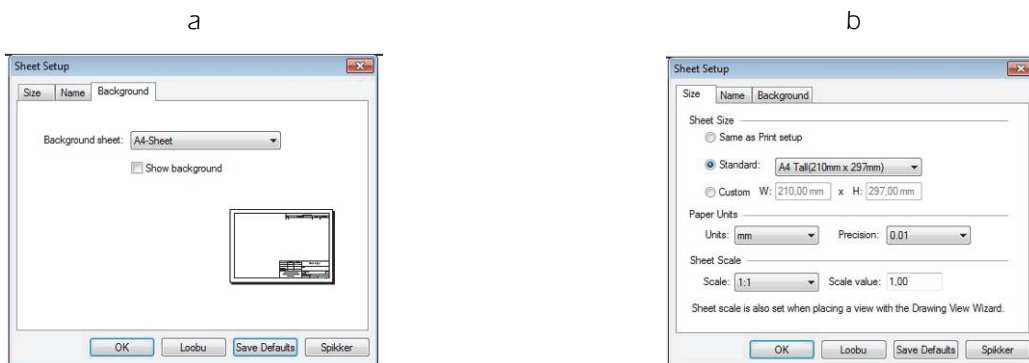 a
b
Sheet Setup
Size Name Background
Background sheet: A4-Sheet
Show background
OK Loobu Save Defaults Spikker
Sheet Setup
Size Name Background
Sheet Size
Same as Print setup
Standard: A4 Tall(210mm x 297mm)
Custom W: 210,00 mm x H: 297,00 mm
Paper Units
Units: mm Precision: 0.01
Sheet Scale
Scale: 1:1 Scale value: 1,00
Sheet scale is also set when placing a view with the Drawing View Wizard.
OK Loobu Save Defaults Spikker